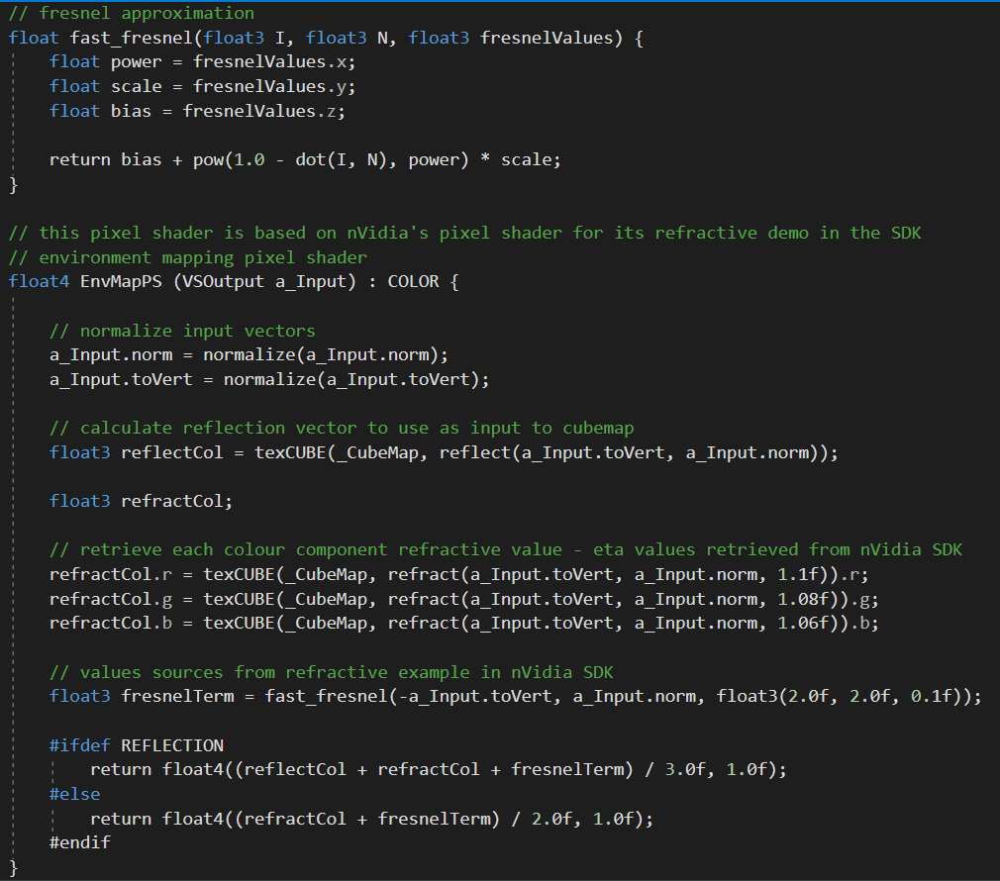 // fresnel approximation
float fast_fresnel(float3 I, float3 N, float3 fresnelValues) {
    float power = fresnelValues.x;
    float scale = fresnelValues.y;
    float bias = fresnelValues.z;

    return bias + pow(1.0 - dot(I, N), power) * scale;
}

// this pixel shader is based on nVidia's pixel shader for its refractive demo in the SDK
// environment mapping pixel shader
float4 EnvMapPS (VSOutput a_Input) : COLOR {

    // normalize input vectors
    a_Input.norm = normalize(a_Input.norm);
    a_Input.toVert = normalize(a_Input.toVert);

    // calculate reflection vector to use as input to cubemap
    float3 reflectCol = texCUBE(_CubeMap, reflect(a_Input.toVert, a_Input.norm));

    float3 refractCol;

    // retrieve each colour component refractive value - eta values retrieved from nVidia SDK
    refractCol.r = texCUBE(_CubeMap, refract(a_Input.toVert, a_Input.norm, 1.1f)).r;
    refractCol.g = texCUBE(_CubeMap, refract(a_Input.toVert, a_Input.norm, 1.08f)).g;
    refractCol.b = texCUBE(_CubeMap, refract(a_Input.toVert, a_Input.norm, 1.06f)).b;

    // values sources from refractive example in nVidia SDK
    float3 fresnelTerm = fast_fresnel(-a_Input.toVert, a_Input.norm, float3(2.0f, 2.0f, 0.1f));

    #ifdef REFLECTION
        return float4((reflectCol + refractCol + fresnelTerm) / 3.0f, 1.0f);
    #else
        return float4((refractCol + fresnelTerm) / 2.0f, 1.0f);
    #endif
}